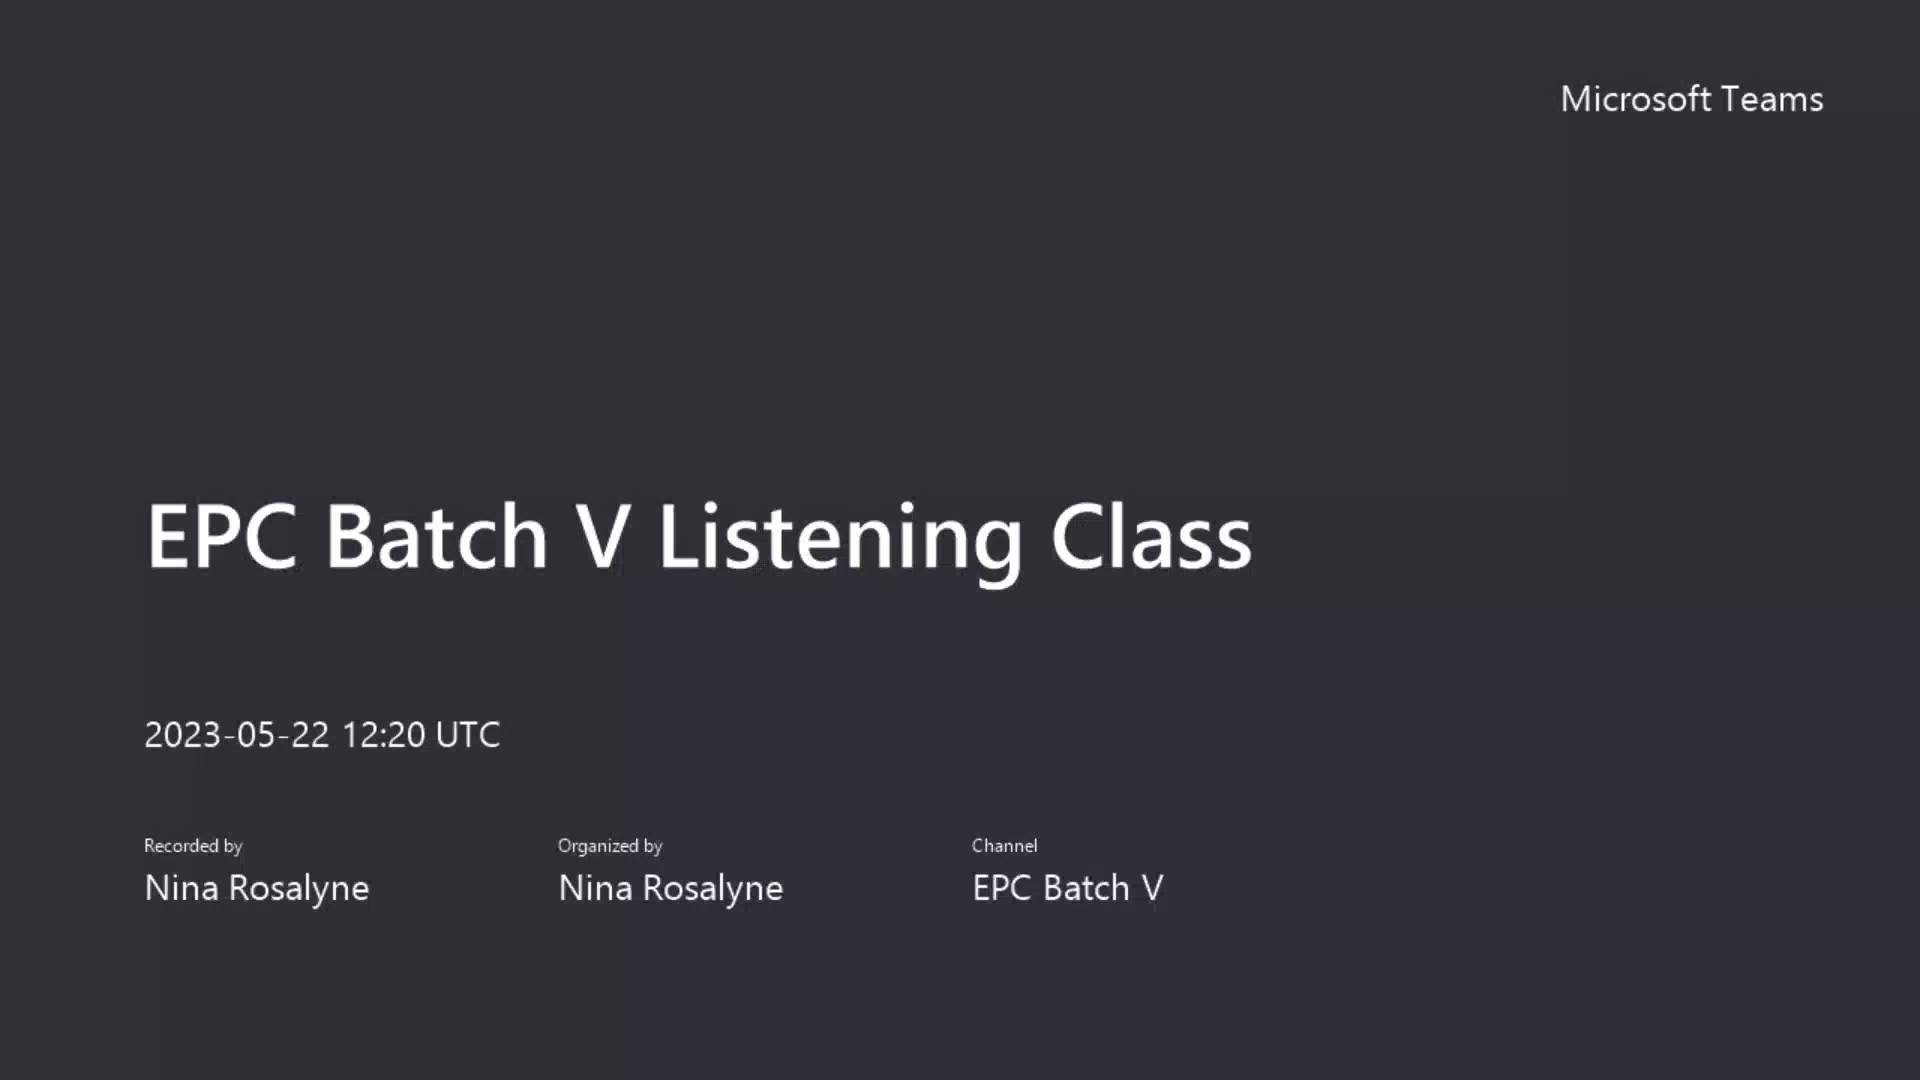 Microsoft Teams
EPC Batch V Listening Class
2023-05-22 12:20 UTC
Recorded by
Nina Rosalyne
Organized by
Nina Rosalyne
Channel
EPC Batch V